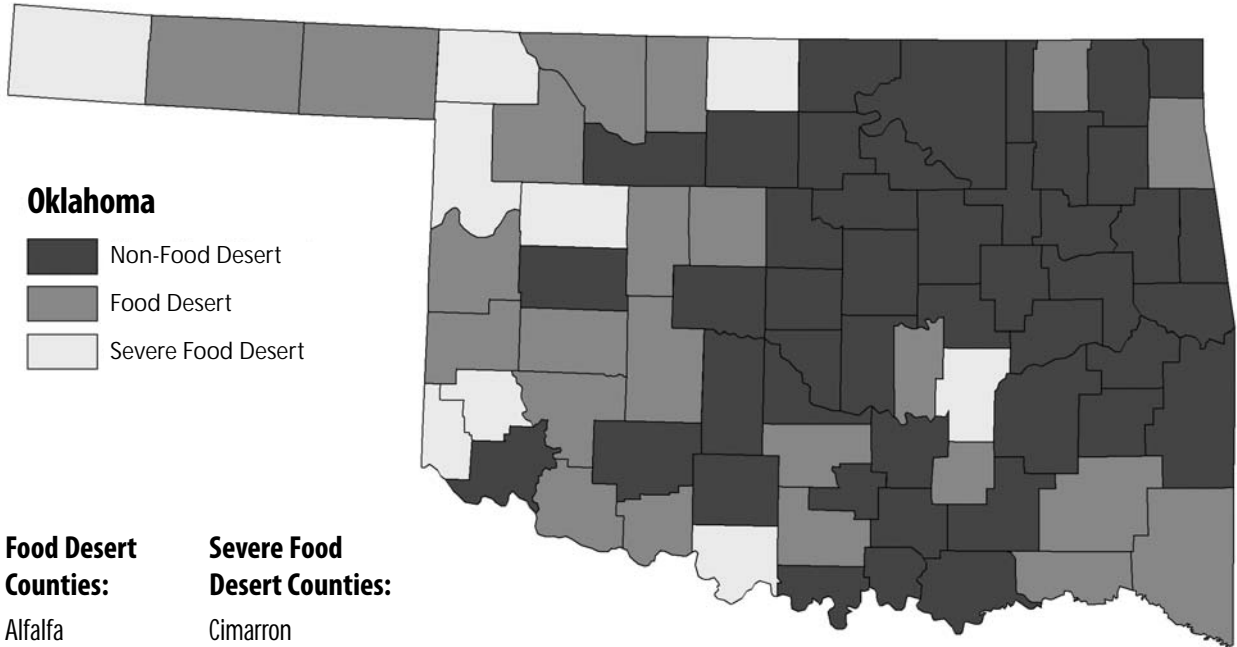 Oklahoma
Non-Food Desert
Food Desert
Severe Food Desert
Food Desert
Counties:
Alfalfa
Severe Food
Desert Counties:
Cimarron